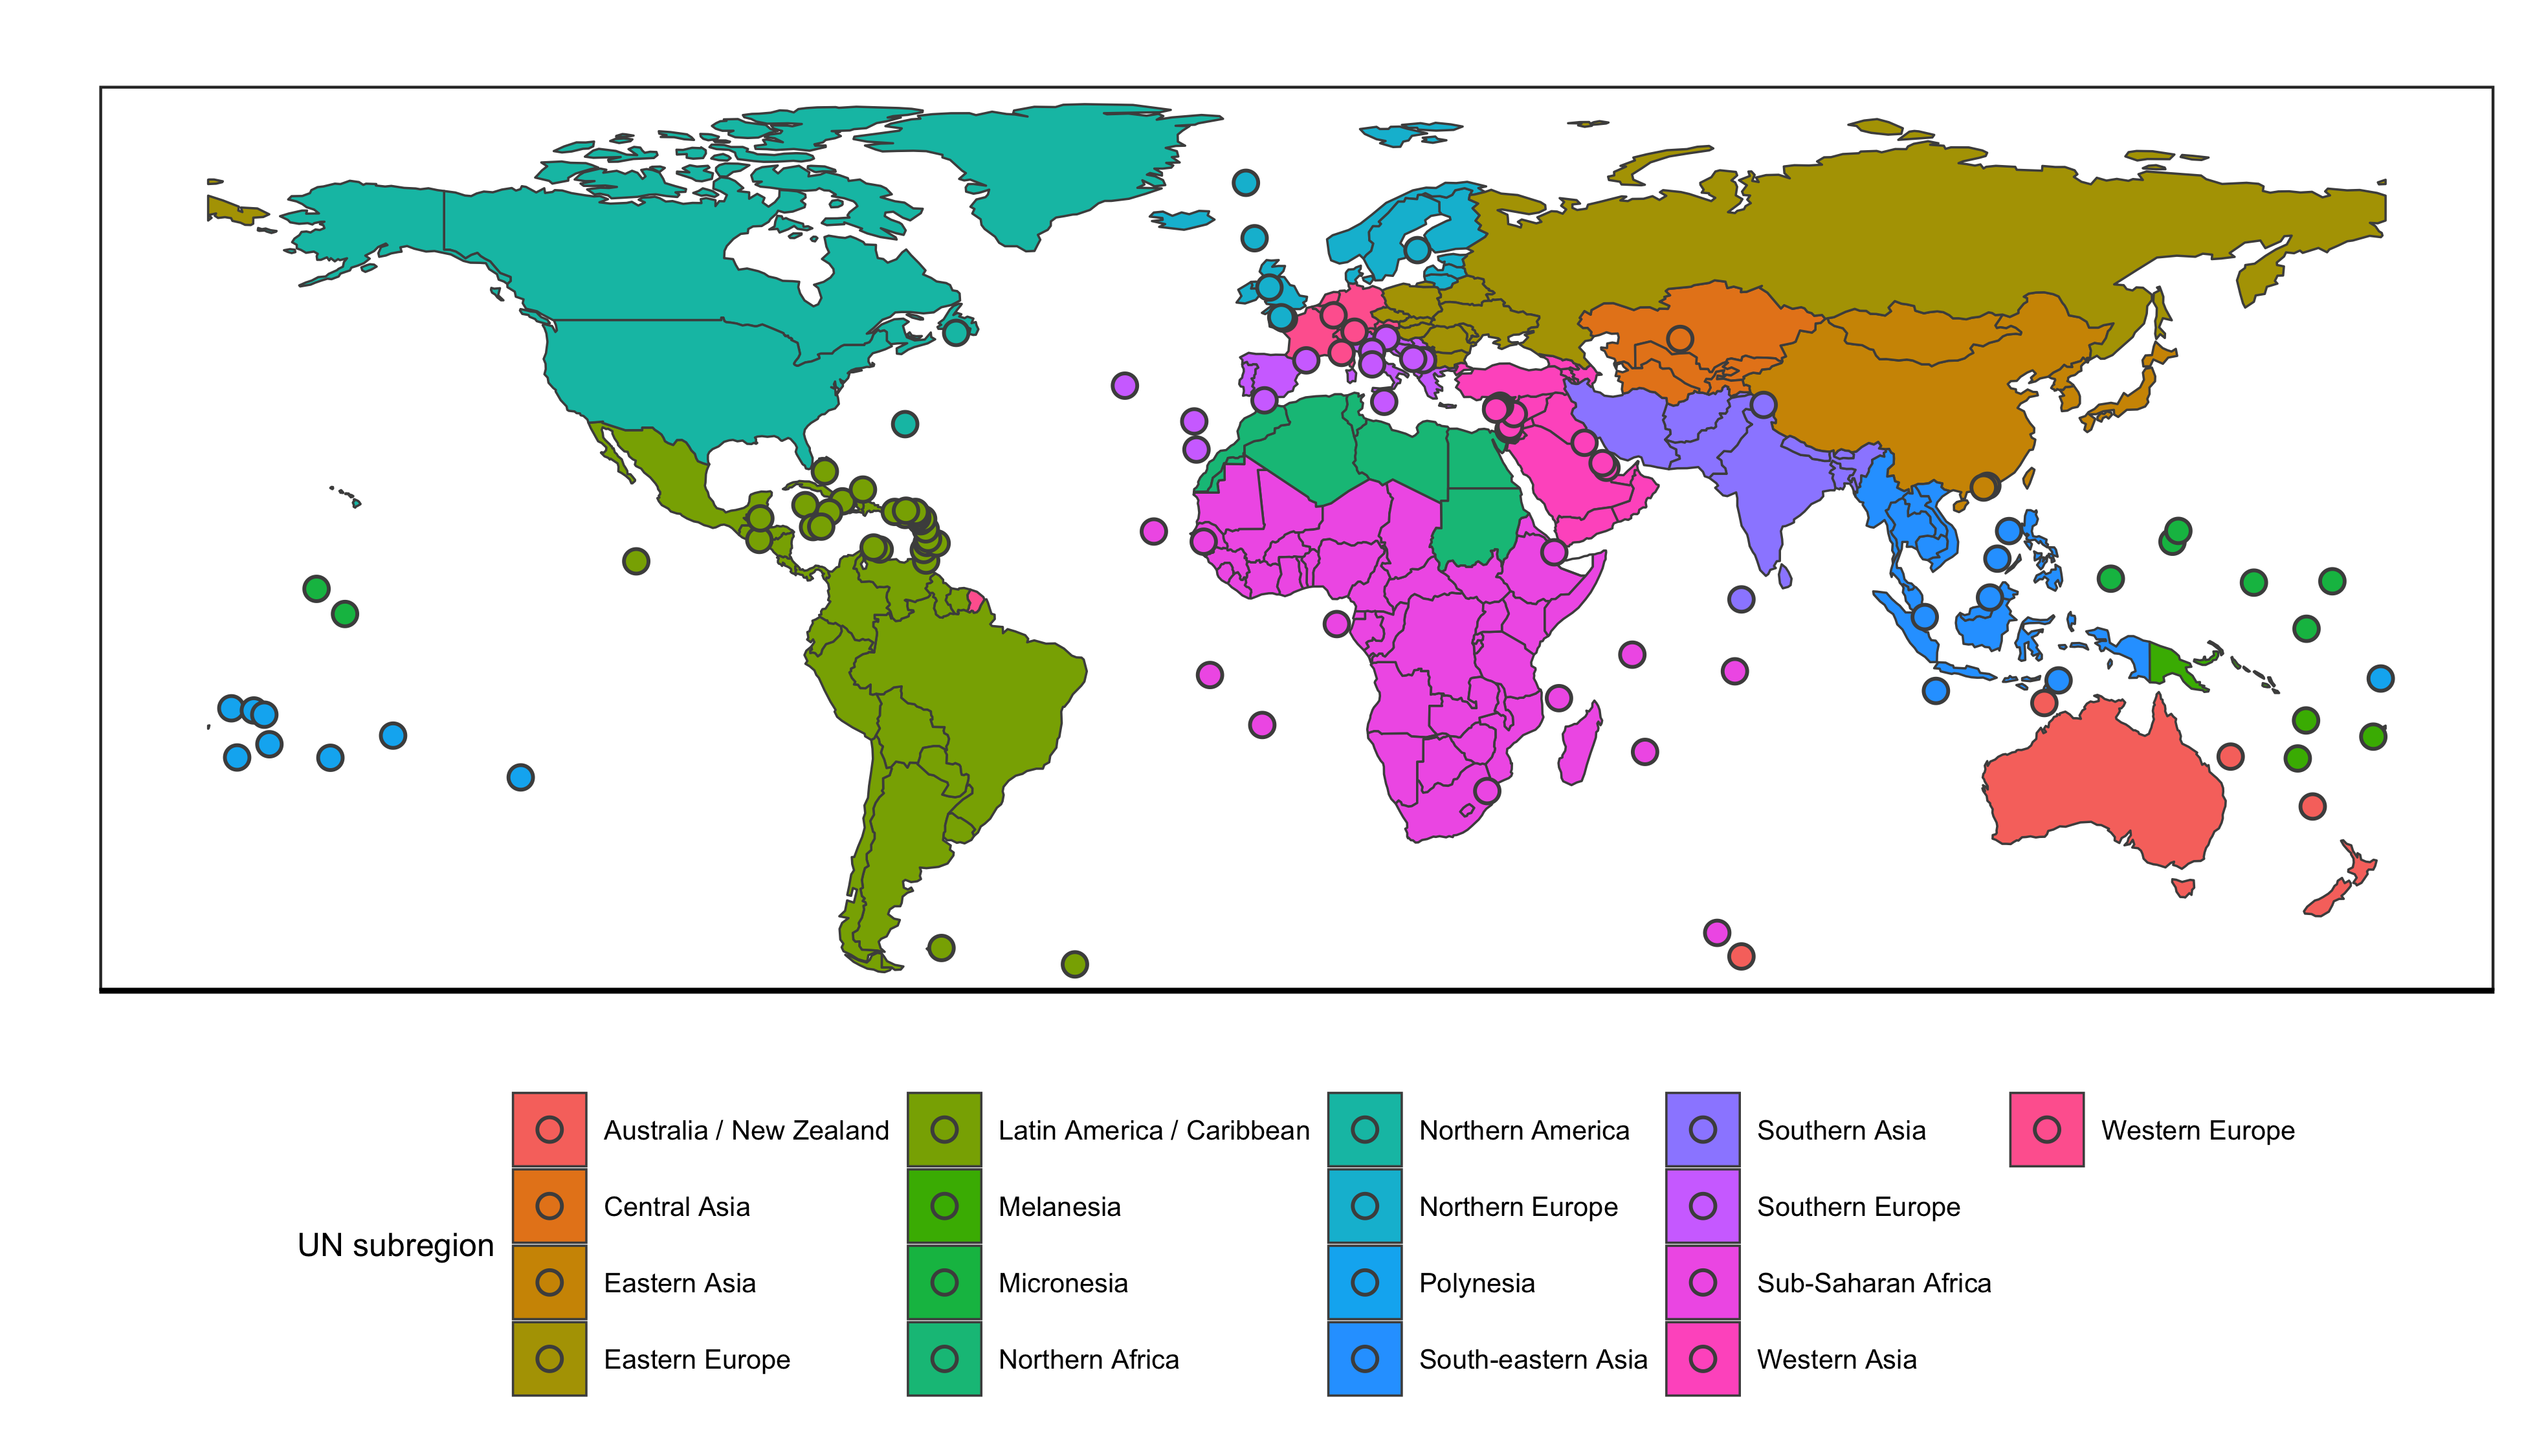 UN subregion
Australia / New Zealand
Central Asia
Eastern Asia
Eastern Europe
Latin America / Caribbean
Melanesia
Micronesia
Northern Africa
Northern America
Northern Europe
Polynesia
South-eastern Asia
Southern Asia
Southern Europe
Sub-Saharan Africa
Western Asia
Western Europe